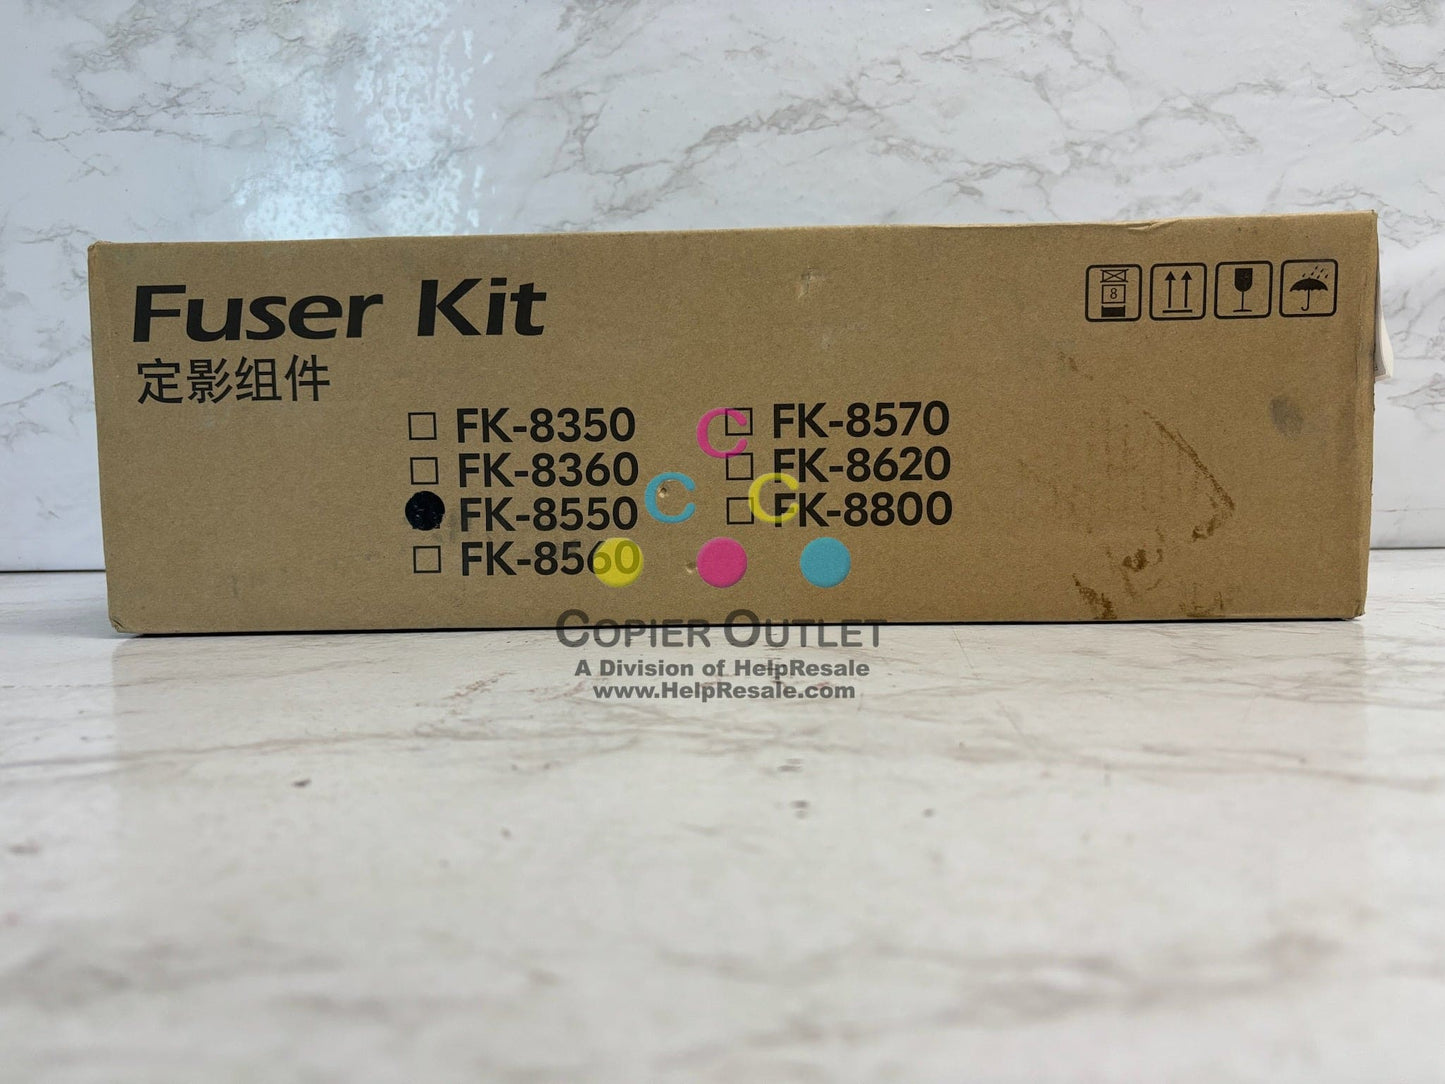 Fuser Kit
定影组件
8
FK-8350
FK-8360
FK-8550
FK-8560
FK-8570
FK-8620
FK-8800
C
C C
COPIER OUTLET
A Division of HelpResale
www.HelpResale.com